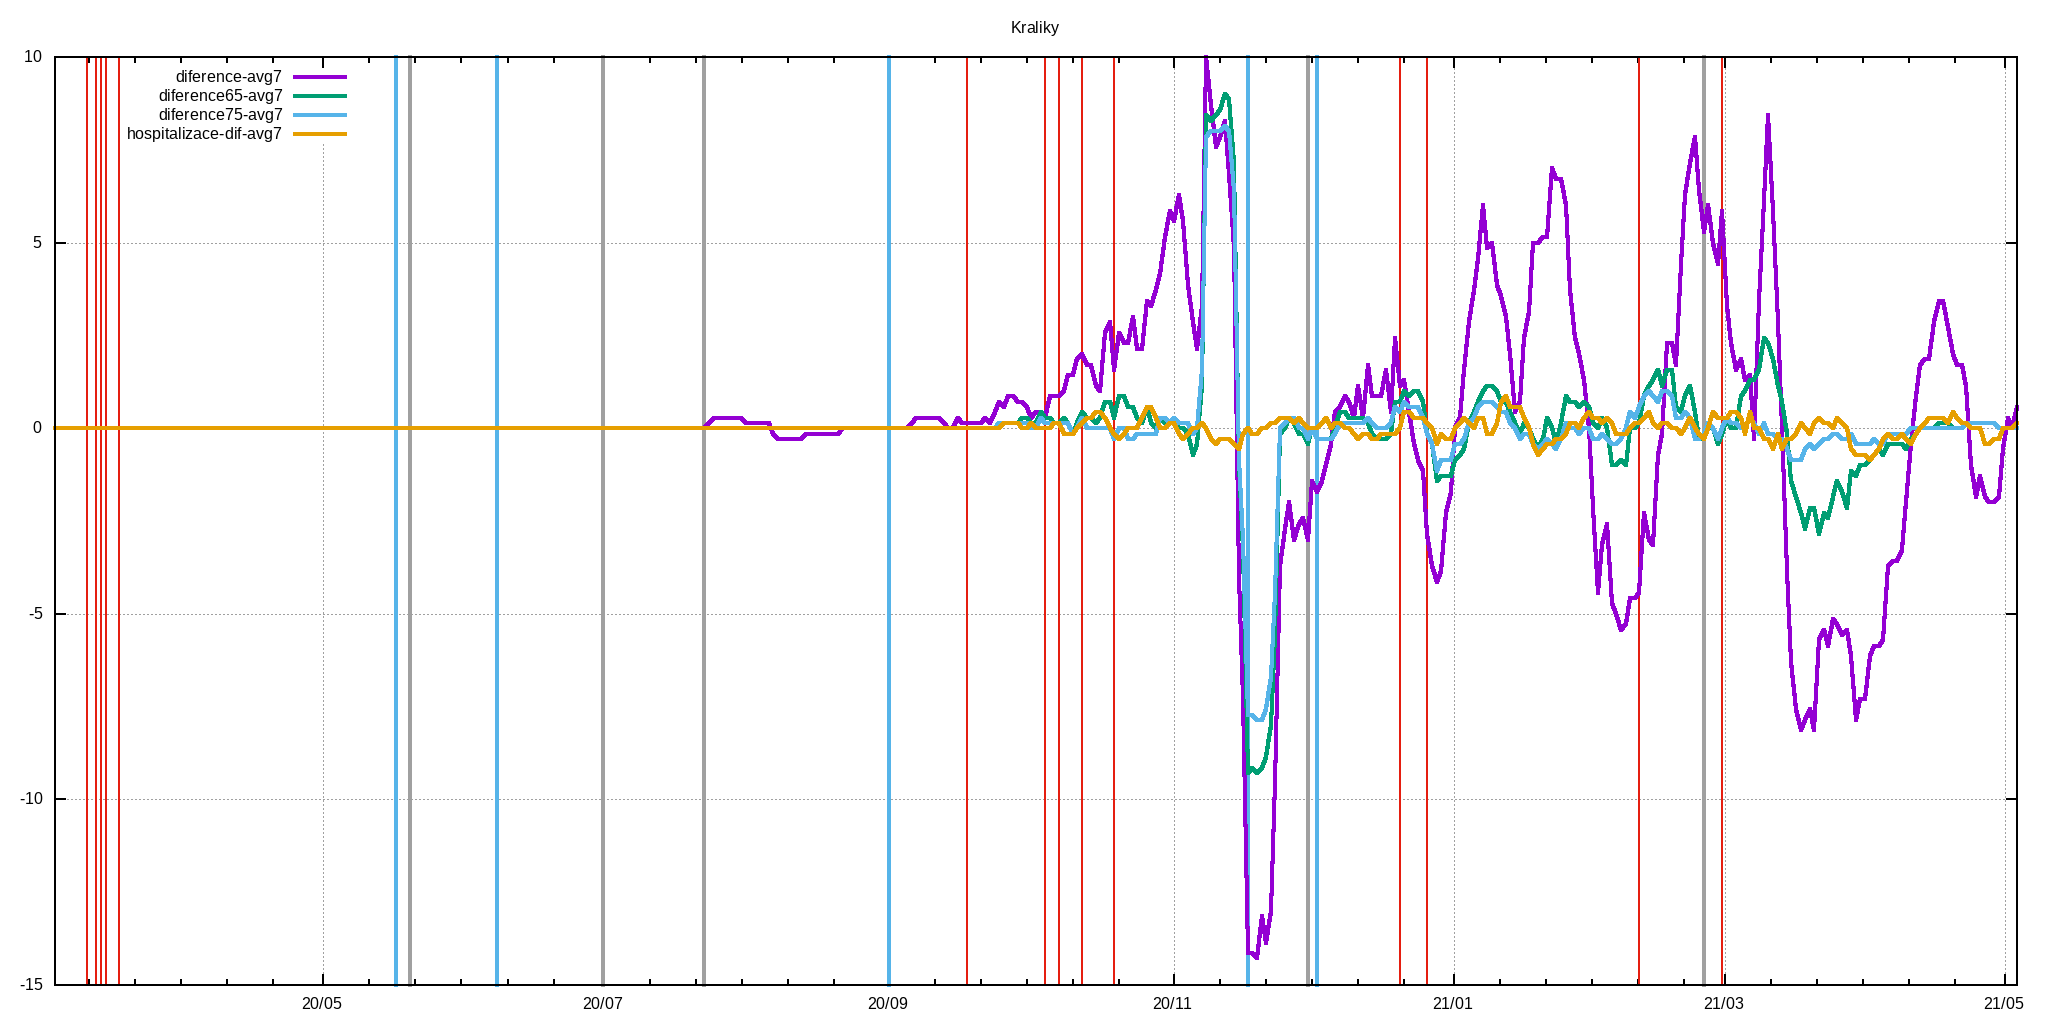 Kraliky
10
diference-avg7
diference65-avg7
diference75-avg7
hospitalizace-dif-avg7
5
0
-5
-10
-15
20/05 20/07 20/09 20/11 21/01 21/03 21/05